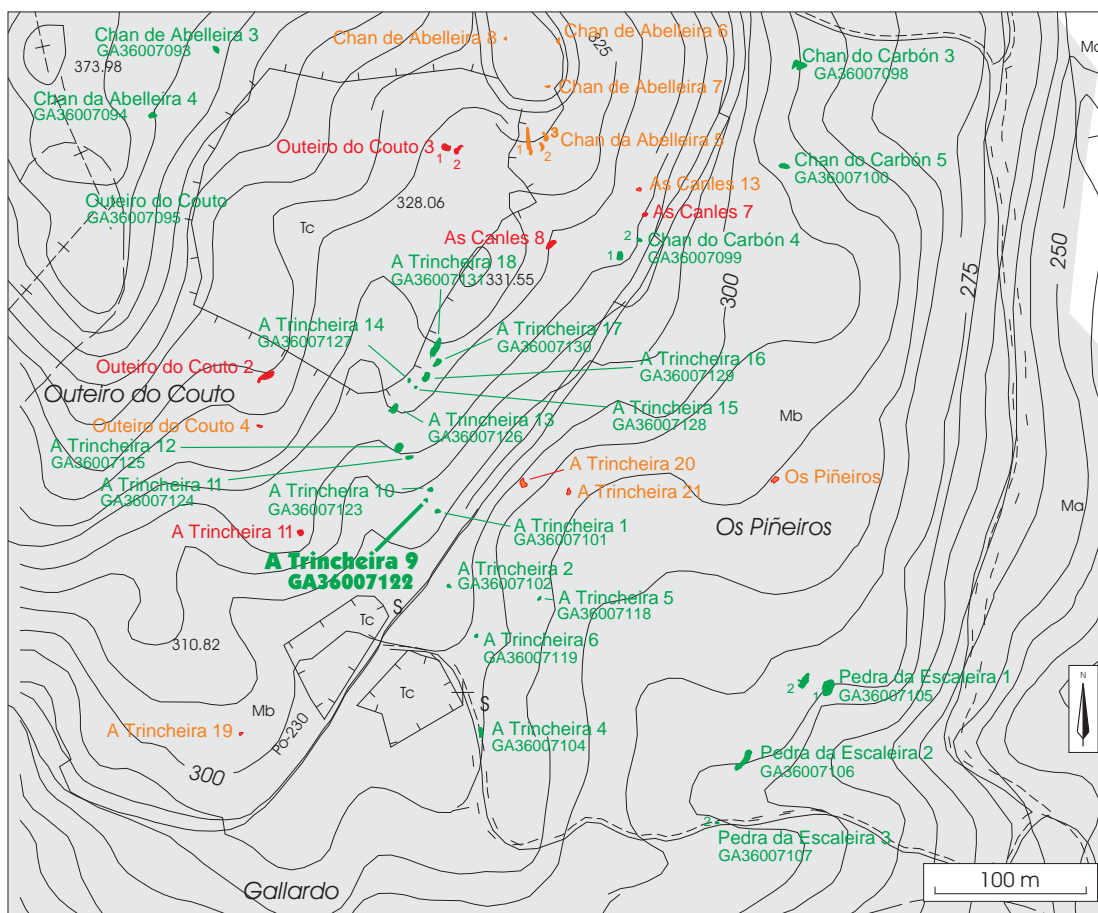 Chan de Abelleira 3
GA36007093
373.98
Chan de Abelleira 8
Chan de Abelleira 6
325
Chan do Carbón 3
GA36007098
Chan de Abelleira 7
Chan da Abelleira 4
GA36007094
Outeiro do Couto 3
1
2
1
2
3
Chan da Abelleira 5
Chan do Carbón 5
GA36007100
As Canles 13
As Canles 7
Outeiro do Couto
GA36007095
328.06
Tc
As Canles 8
2
1
Chan do Carbón 4
GA36007099
A Trincheira 18
GA36007131
331.55
300
275
250
A Trincheira 14
GA36007127
A Trincheira 17
GA36007130
A Trincheira 16
GA36007129
Outeiro do Couto 2
Outeiro do Couto
A Trincheira 15
GA36007128
Mb
A Trincheira 13
GA36007126
Outeiro do Couto 4
A Trincheira 12
GA36007125
A Trincheira 11
GA36007124
A Trincheira 10
GA36007123
A Trincheira 20
A Trincheira 21
Os Piñeiros
Ma
Os Piñeiros
A Trincheira 11
A Trincheira 1
GA36007101
A Trincheira 9
GA36007122
A Trincheira 2
GA36007102
A Trincheira 5
GA36007118
S
Tc
310.82
A Trincheira 6
GA36007119
Tc
S
2
1
Pedra da Escaleira 1
GA36007105
N
Mb
A Trincheira 19
Po-230
300
A Trincheira 4
GA36007104
Pedra da Escaleira 2
GA36007106
2
Pedra da Escaleira 3
GA36007107
Gallardo
100 m